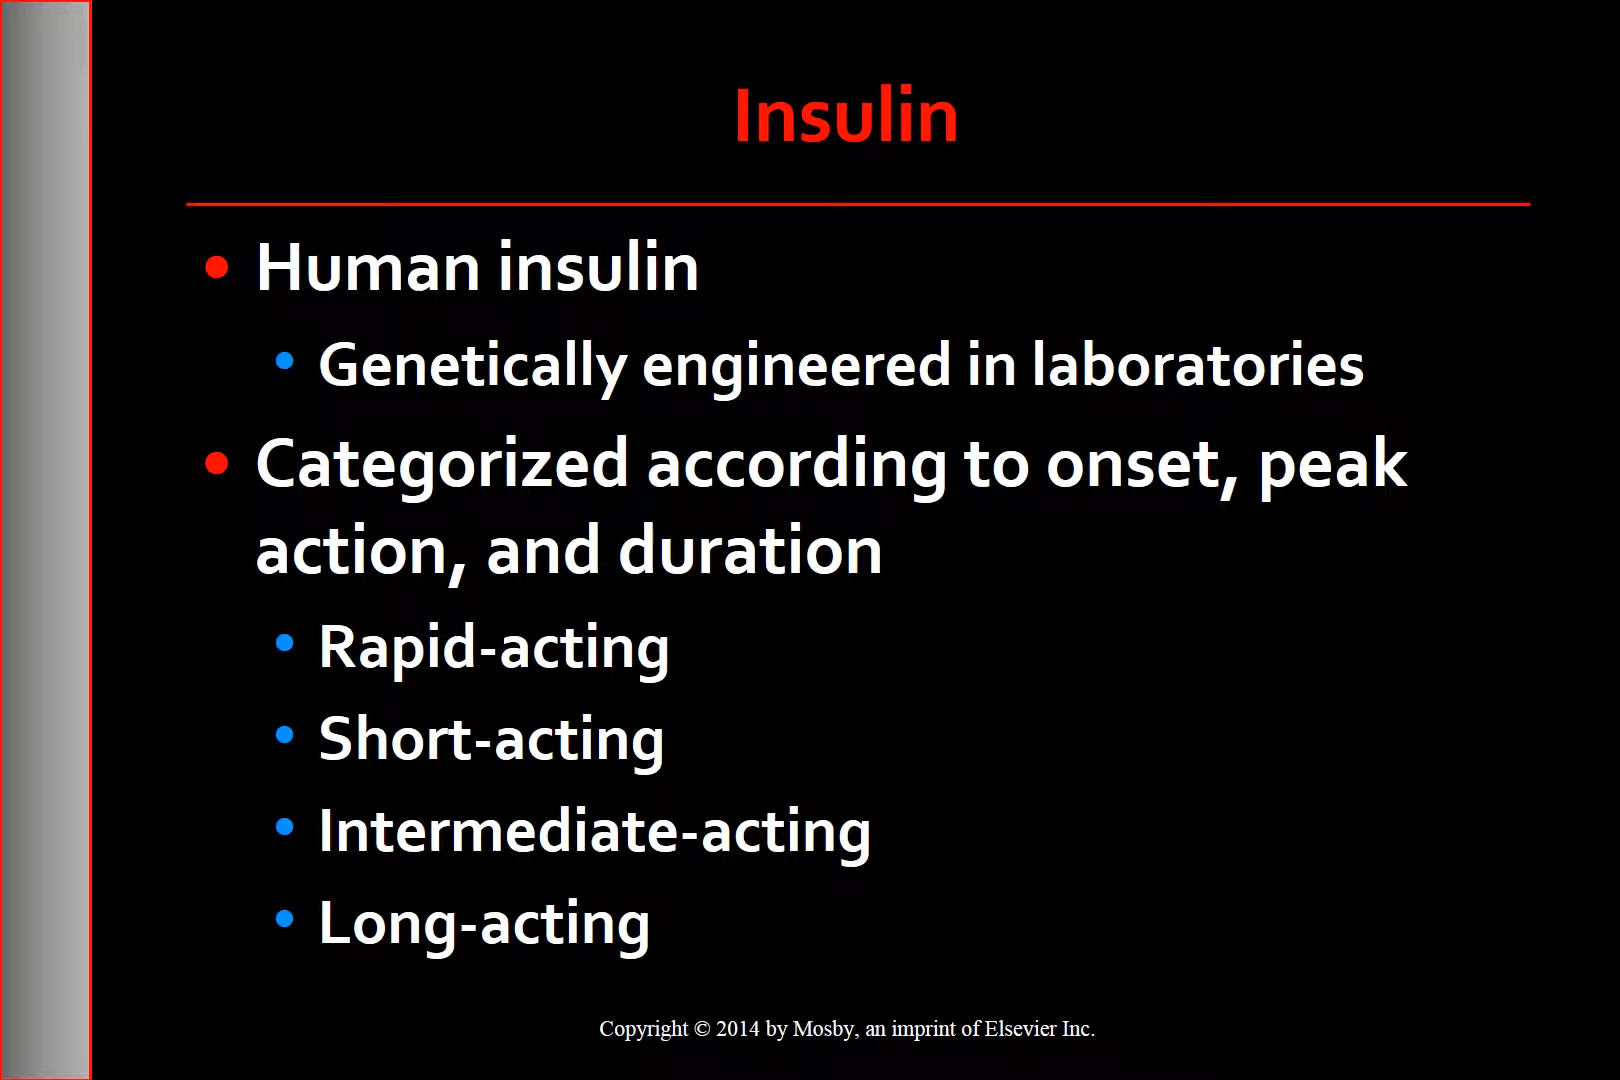 Insulin
• Human insulin
• Genetically engineered in laboratories
• Categorized according to onset, peak
action, and duration
• Rapid-acting
• Short-acting
• Intermediate-acting
• Long-acting
Copyright © 2014 by Mosby, an imprint of Elsevier Inc.